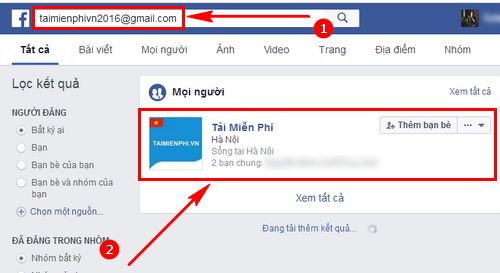 taimienphivn2016@gmail.com
1
Tất cả Bài viết Mọi người Ảnh Video Trang Địa điểm Nhóm
Lọc kết quả
NGƯỜI ĐĂNG
Bất kỳ ai
Bạn
Bạn bè của bạn
Bạn bè và nhóm của bạn
Chọn một nguồn...
ĐÃ ĐĂNG TRONG NHÓM
Nhóm bất kỳ
Mọi người Xem tất cả
TAIMIENPHI.VN
Tải Miễn Phí
Hà Nội
Sống tại Hà Nội
2 bạn chung:
Thêm bạn bè ...
Xem tất cả
Đang tải thêm kết quả...
2